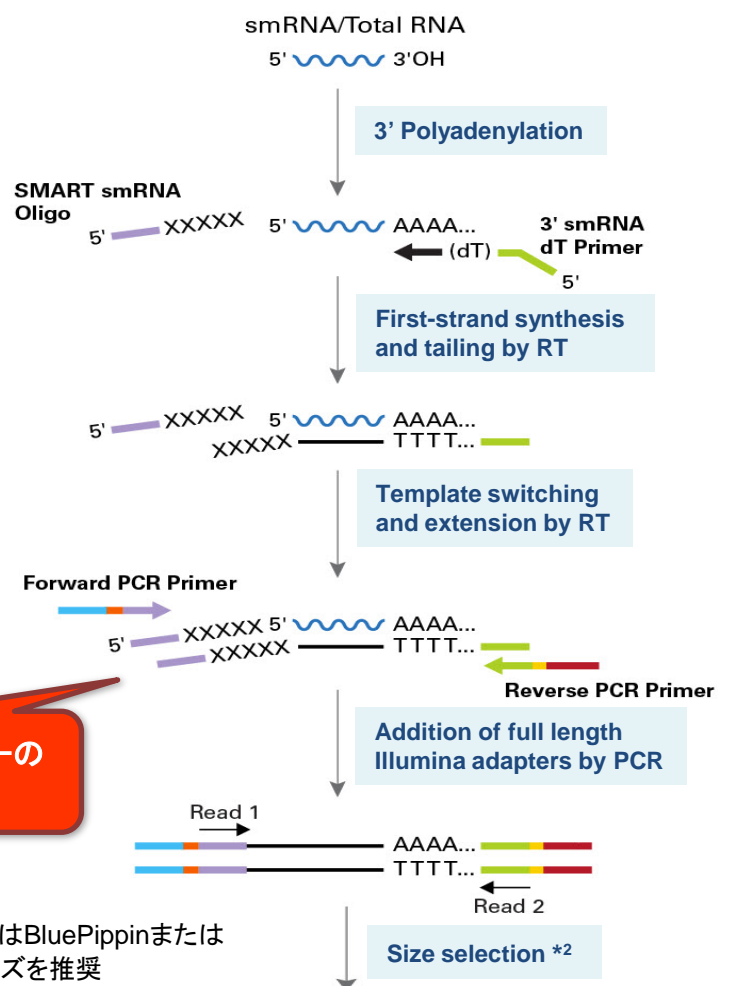 smRNA/Total RNA
5' 3'OH
3' Polyadenylation
SMART smRNA
Oligo
5' XXXXX 5' AAAA...
(dT)
3' smRNA
dT Primer
5'
First-strand synthesis
and tailing by RT
5' XXXXX 5' AAAA...
XXXXX TTTT...
Template switching
and extension by RT
Forward PCR Primer
5' XXXXX 5' AAAA...
XXXXX TTTT...
Reverse PCR Primer
ーの
Addition of full length
Illumina adapters by PCR
Read 1
AAAA...
TTTT...
Read 2
はBluePippinまたは
ズを推奨
Size selection *2